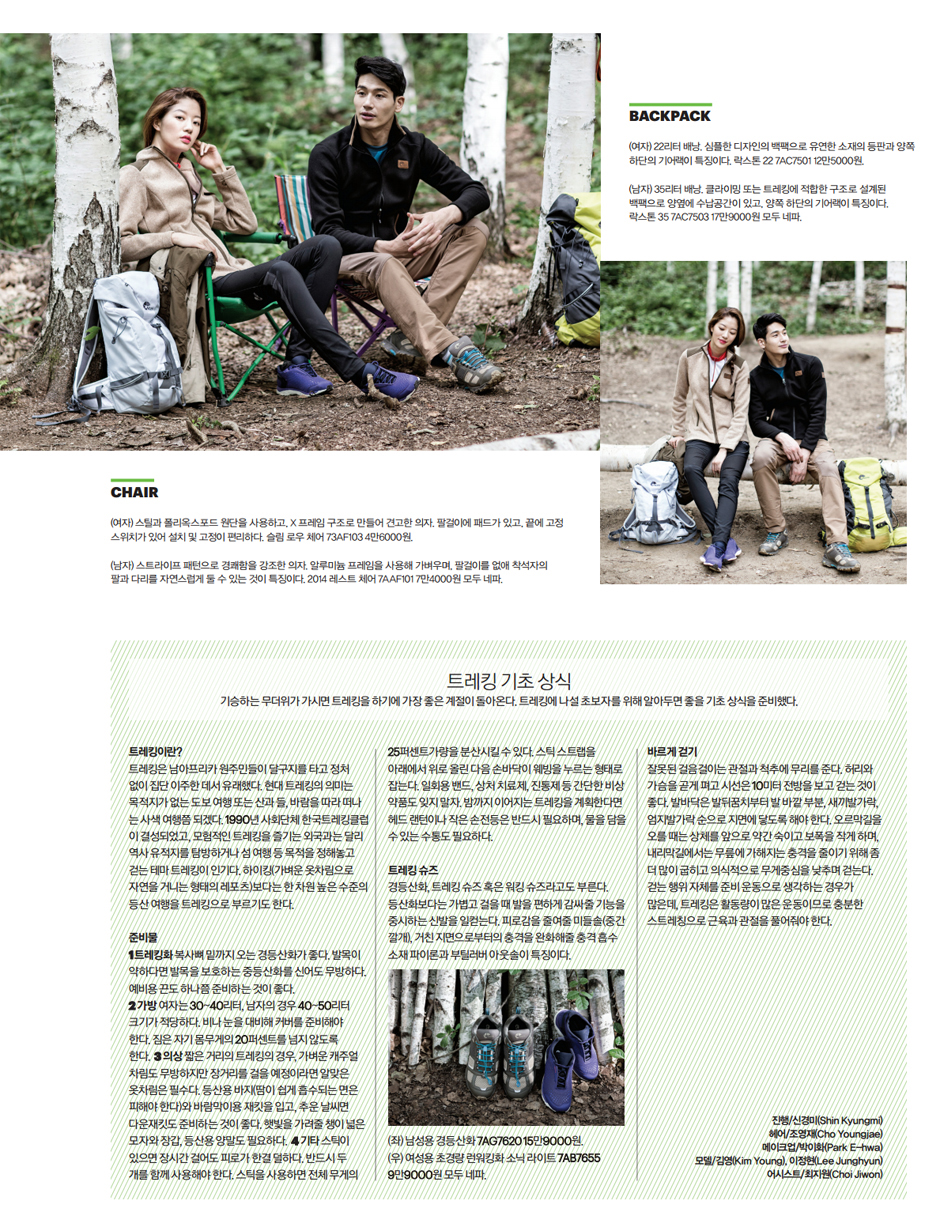 BACKPACK
(여자) 22리터 배낭. 심플한 디자인의 백팩으로 유연한 소재의 등판과 양쪽
하단의 기어랙이 특징이다. 락스톤 22 7AC7501 12만5000원.
(남자) 35리터 배낭. 클라이밍 또는 트레킹에 적합한 구조로 설계된
백팩으로 양옆에 수납공간이 있고, 양쪽 하단의 기어랙이 특징이다.
락스톤 35 7AC7503 17만9000원 모두 네파.
CHAIR
(여자) 스틸과 폴리옥스포드 원단을 사용하고, X 프레임 구조로 만들어 견고한 의자. 팔걸이에 패드가 있고, 끝에 고정
스위치가 있어 설치 및 고정이 편리하다. 슬림 로우 체어 73AF103 4만6000원.
(남자) 스트라이프 패턴으로 경쾌함을 강조한 의자. 알루미늄 프레임을 사용해 가벼우며, 팔걸이를 없애 착석자의
팔과 다리를 자연스럽게 둘 수 있는 것이 특징이다. 2014 레스트 체어 7AAF101 7만4000원 모두 네파.
트레킹 기초 상식
기승하는 무더위가 가시면 트레킹을 하기에 가장 좋은 계절이 돌아온다. 트레킹에 나설 초보자를 위해 알아두면 좋을 기초 상식을 준비했다.
트레킹이란?
트레킹은 남아프리카 원주민들이 달구지를 타고 정처
없이 집단 이주한 데서 유래했다. 현대 트레킹의 의미는
목적지가 없는 도보 여행 또는 산과 들, 바람을 따라 떠나
는 사색 여행쯤 되겠다. 1990년 사회단체 한국트레킹클럽
이 결성되었고, 모험적인 트레킹을 즐기는 외국과는 달리
역사 유적지를 탐방하거나 섬 여행 등 목적을 정해놓고
걷는 테마 트레킹이 인기다. 하이킹(가벼운 옷차림으로
자연을 거니는 형태의 레포츠)보다는 한 차원 높은 수준의
등산 여행을 트레킹으로 부르기도 한다.
준비물
1 트레킹화 복사뼈 밑까지 오는 경등산화가 좋다. 발목이
약하다면 발목을 보호하는 중등산화를 신어도 무방하다.
예비용 끈도 하나쯤 준비하는 것이 좋다.
2 가방 여자는 30~40리터, 남자의 경우 40~50리터
크기가 적당하다. 비나 눈을 대비해 커버를 준비해야
한다. 짐은 자기 몸무게의 20퍼센트를 넘지 않도록
한다. 3 의상 짧은 거리의 트레킹의 경우, 가벼운 캐주얼
차림도 무방하지만 장거리를 걸을 예정이라면 알맞은
옷차림은 필수다. 등산용 바지(땀이 쉽게 흡수되는 면은
피해야 한다)와 바람막이용 재킷을 입고, 추운 날씨면
다운재킷도 준비하는 것이 좋다. 햇빛을 가려줄 챙이 넓은
모자와 장갑, 등산용 양말도 필요하다. 4 기타 스틱이
있으면 장시간 걸어도 피로가 한결 덜하다. 반드시 두
개를 함께 사용해야 한다. 스틱을 사용하면 전체 무게의
25퍼센트가량을 분산시킬 수 있다. 스틱 스트랩을
아래에서 위로 올린 다음 손바닥이 웨빙을 누르는 형태로
잡는다. 일회용 밴드, 상처 치료제, 진통제 등 간단한 비상
약품도 잊지 말자. 밤까지 이어지는 트레킹을 계획한다면
헤드 랜턴이나 작은 손전등은 반드시 필요하며, 물을 담을
수 있는 수통도 필요하다.
트레킹 슈즈
경등산화, 트레킹 슈즈 혹은 워킹 슈즈라고도 부른다.
등산화보다는 가볍고 걸을 때 발을 편하게 감싸줄 기능을
중시하는 신발을 일컫는다. 피로감을 줄여줄 미들솔(중간
깔개), 거친 지면으로부터의 충격을 완화해줄 충격 흡수
소재 파이론과 부틸러버 아웃솔이 특징이다.
(좌) 남성용 경등산화 7AG7620 15만9000원.
(우) 여성용 초경량 런워킹화 소닉 라이트 7AB7655
9만9000원 모두 네파.
바르게 걷기
잘못된 걸음걸이는 관절과 척추에 무리를 준다. 허리와
가슴을 곧게 펴고 시선은 10미터 전방을 보고 걷는 것이
좋다. 발바닥은 발뒤꿈치부터 발 바깥 부분, 새끼발가락,
엄지발가락 순으로 지면에 닿도록 해야 한다. 오르막길을
오를 때는 상체를 앞으로 약간 숙이고 보폭을 작게 하며,
내리막길에서는 무릎에 가해지는 충격을 줄이기 위해 좀
더 많이 굽히고 의식적으로 무게중심을 낮추며 걷는다.
걷는 행위 자체를 준비 운동으로 생각하는 경우가
많은데, 트레킹은 활동량이 많은 운동이므로 충분한
스트레칭으로 근육과 관절을 풀어줘야 한다.
진행/신경미(Shin Kyungmi)
헤어/조영재(Cho Youngjae)
메이크업/박이화(Park E-hwa)
모델/김영(Kim Young), 이정현(Lee Junghyun)
어시스트/최지원(Choi Jiwon)